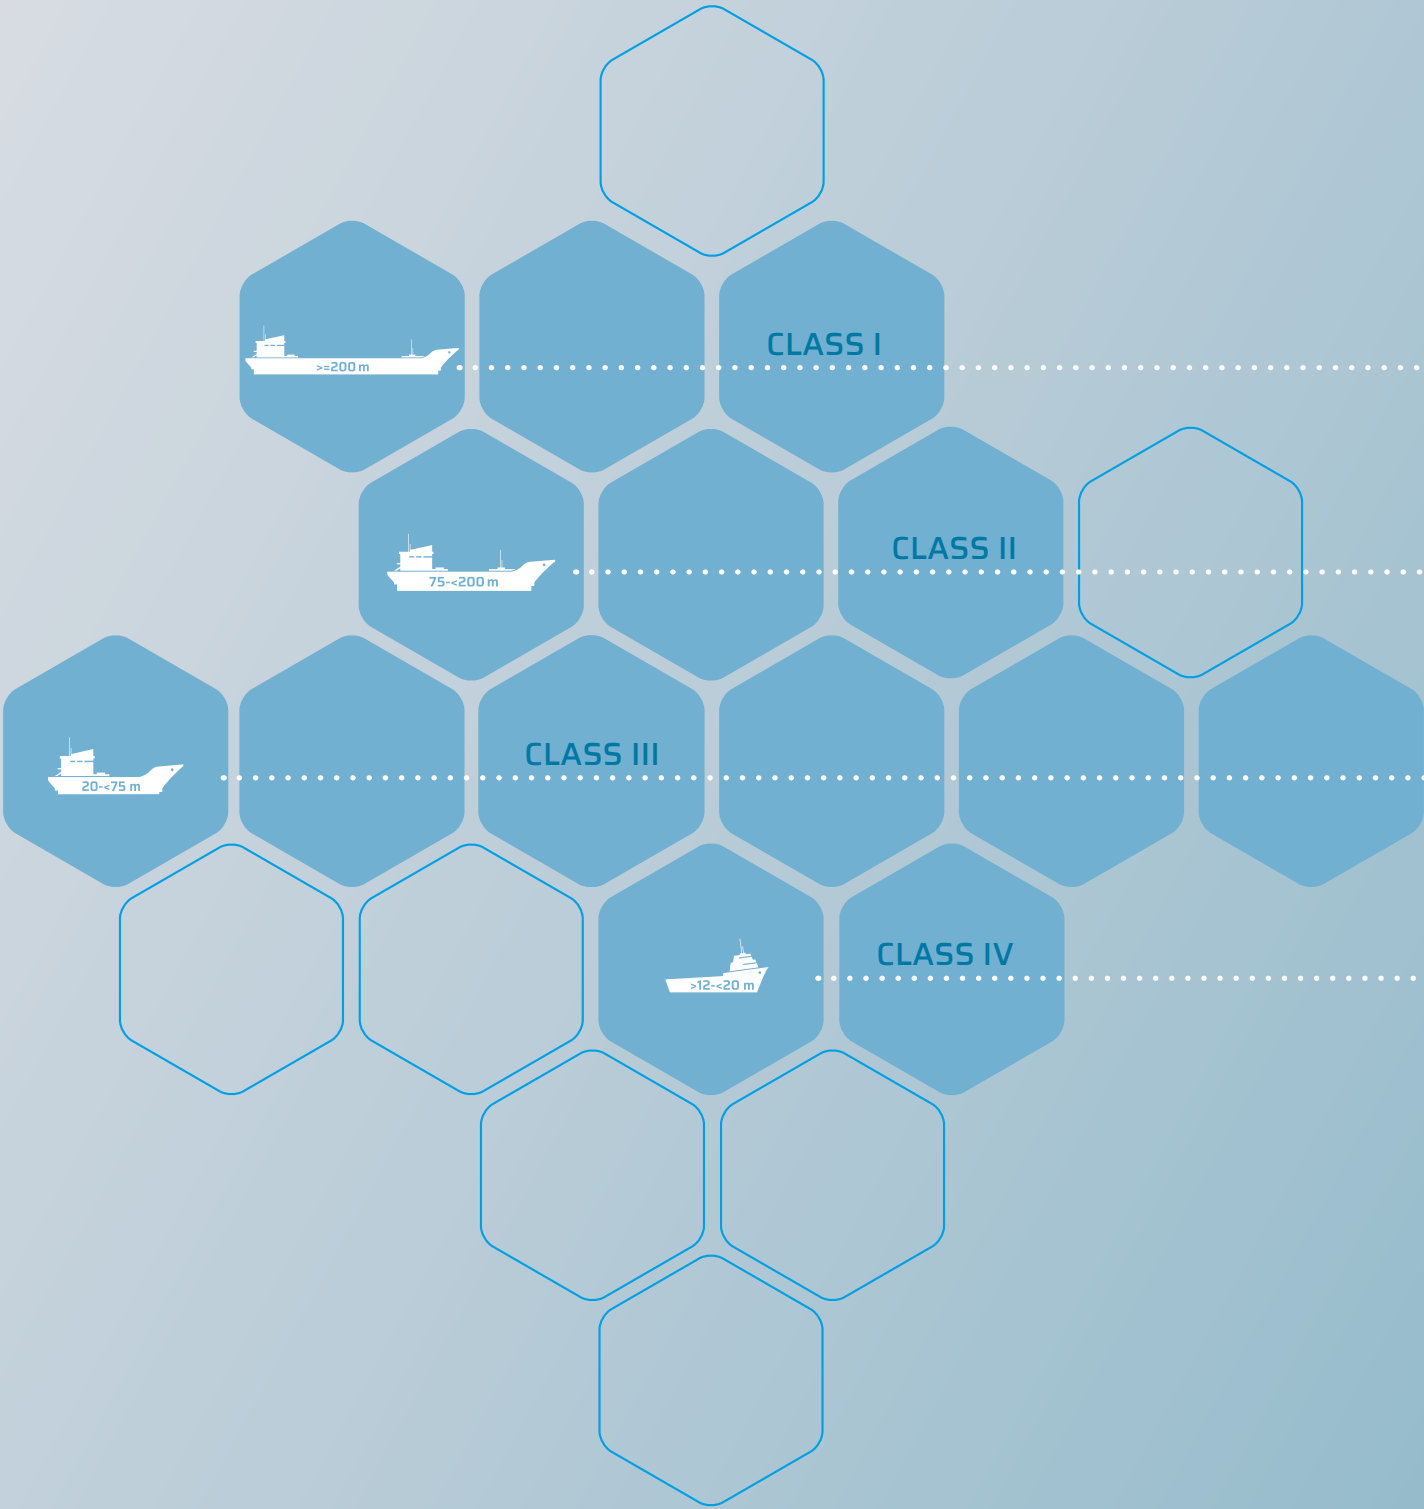 CLASS I
>=200 m
CLASS II
75-<200 m
CLASS III
20-<75 m
CLASS IV
>12-<20 m